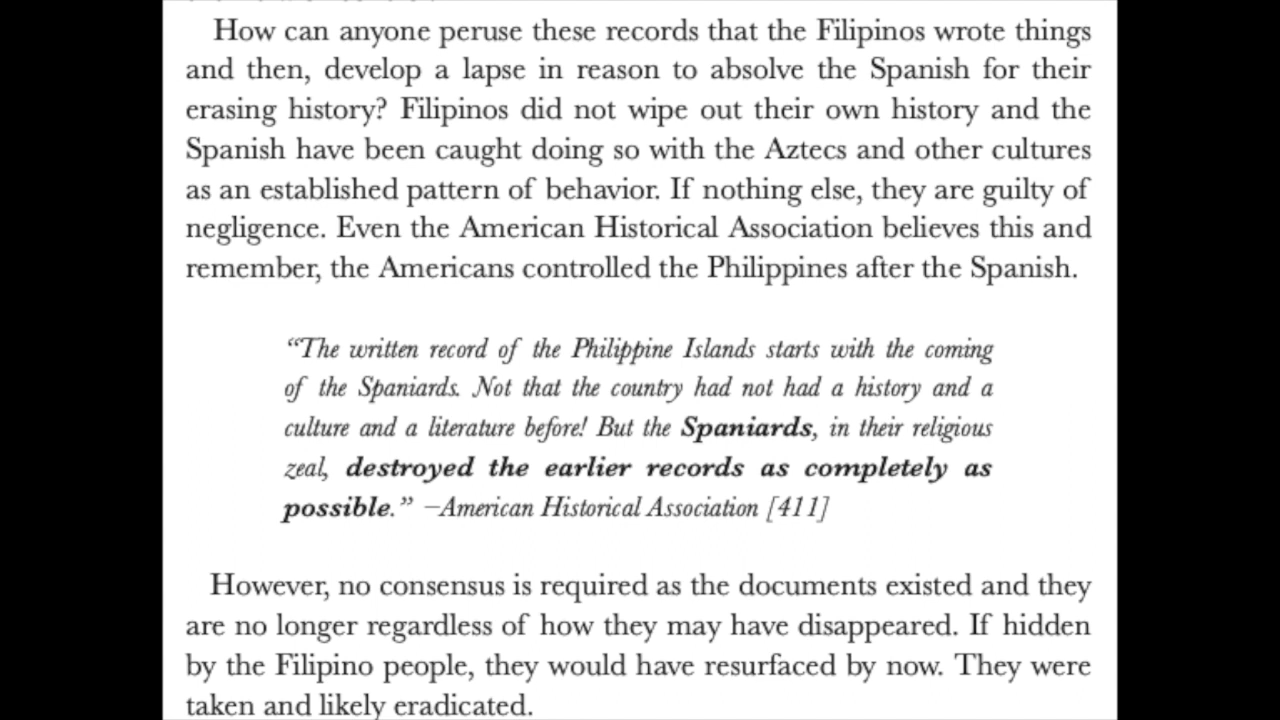 How can anyone peruse these records that the Filipinos wrote things
and then, develop a lapse in reason to absolve the Spanish for their
erasing history? Filipinos did not wipe out their own history and the
Spanish have been caught doing so with the Aztecs and other cultures
as an established pattern of behavior. If nothing else, they are guilty of
negligence. Even the American Historical Association believes this and
remember, the Americans controlled the Philippines after the Spanish.
“The written record of the Philippine Islands starts with the coming
of the Spaniards. Not that the country had not had a history and a
culture and a literature before! But the Spaniards, in their religious
zeal, destroyed the earlier records as completely as
possible.” –American Historical Association [411]
However, no consensus is required as the documents existed and they
are no longer regardless of how they may have disappeared. If hidden
by the Filipino people, they would have resurfaced by now. They were
taken and likely eradicated.